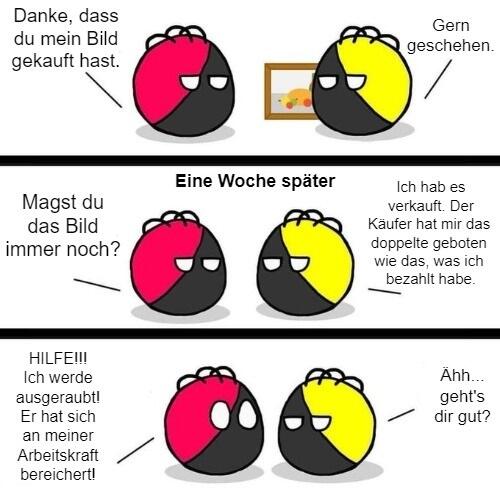 Danke, dass
du mein Bild
gekauft hast.
Gern
geschehen.
Eine Woche später
Magst du
das Bild
immer noch?
Ich hab es
verkauft. Der
Käufer hat mir das
doppelte geboten
wie das, was ich
bezahlt habe.
HILFE!!!
Ich werde
ausgeraubt!
Er hat sich
an meiner
Arbeitskraft
bereichert!
Ähh...
geht's
dir gut?